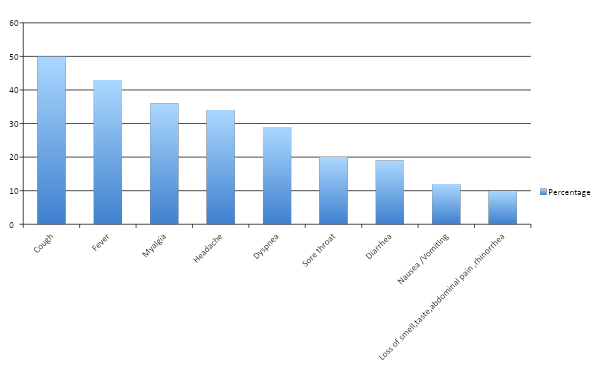 60
50
40
30
20
10
0
Cough
Fever
Myalgia
Headache
Dyspnea
Sore throat
Diarrhea
Nausea /Vomiting
Loss of smell,taste,abdominal pain ,rhinorrhea
Percentage